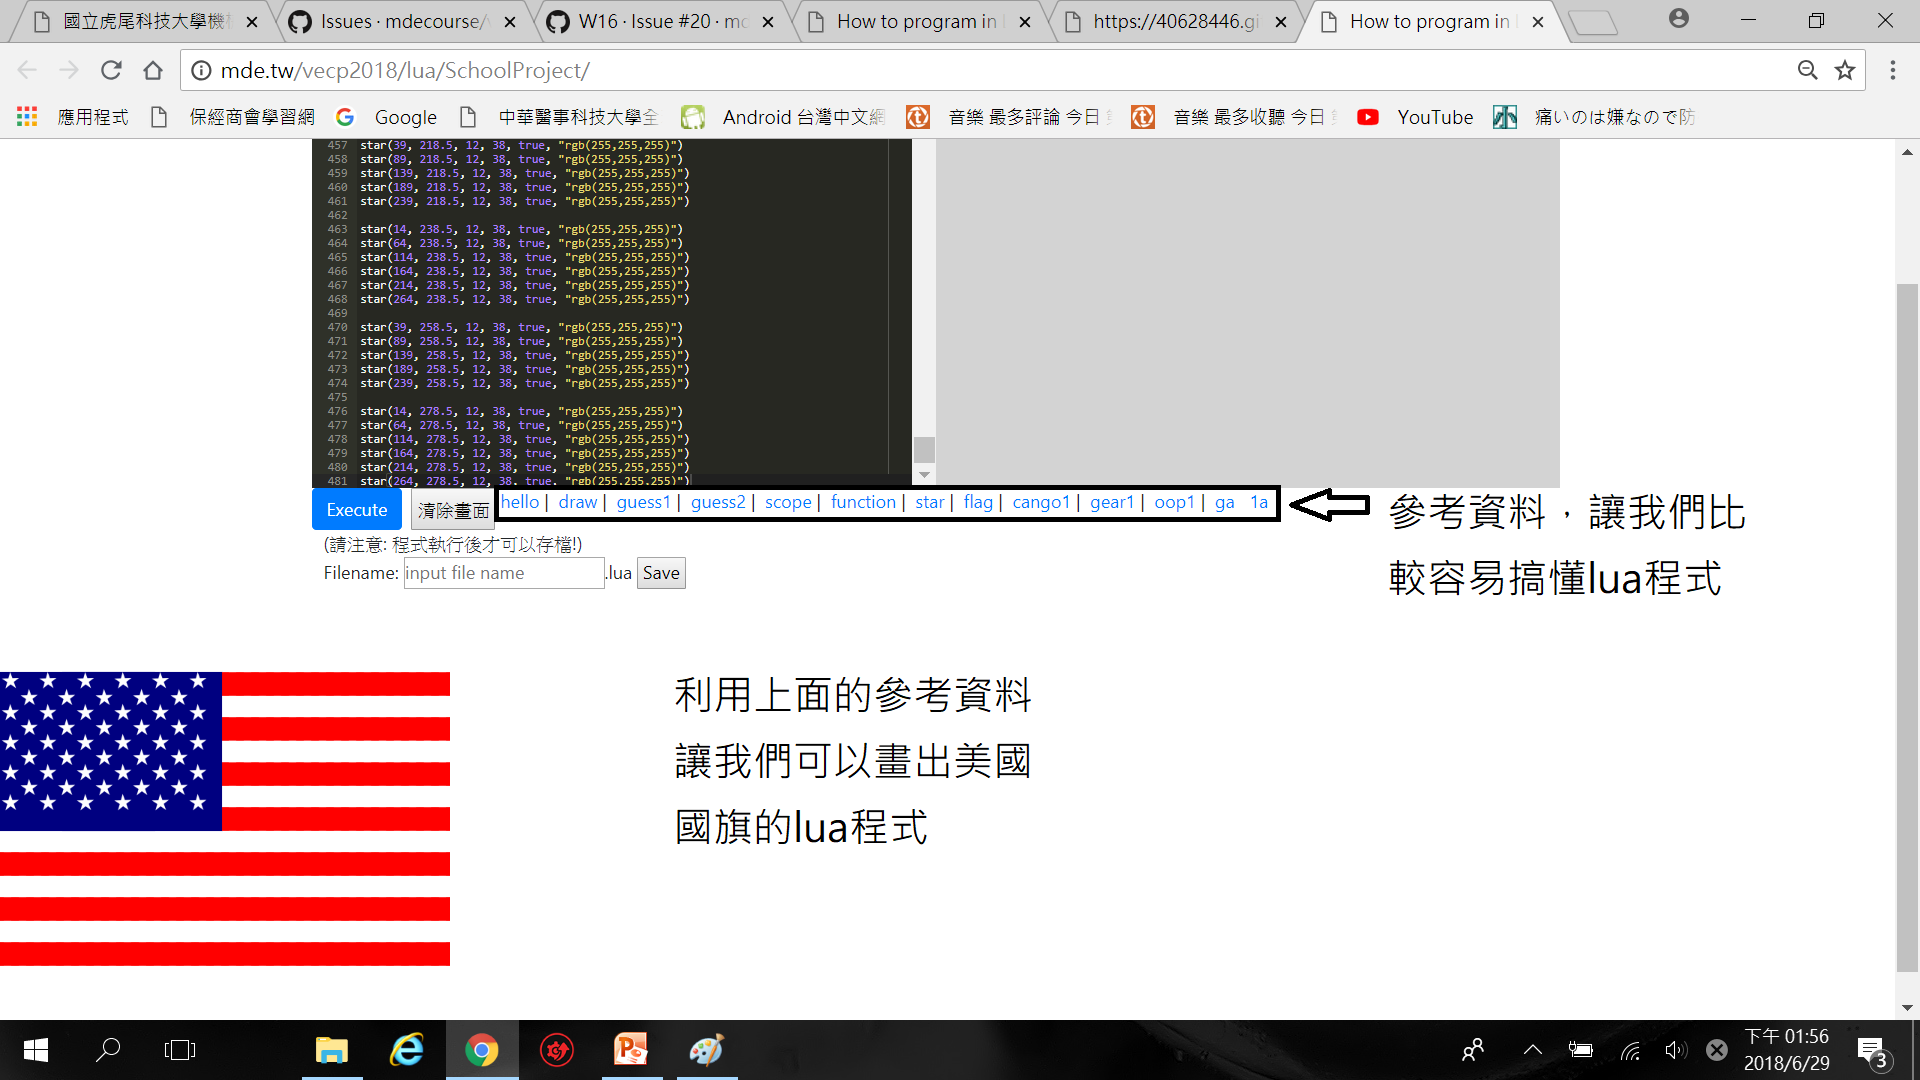 國立虎尾科技大學機
Issues · mdecourse/
W16 · Issue #20 · md
How to program in
https://40628446.gi
How to program in
mde.tw/vecp2018/lua/SchoolProject/
應用程式 保經商會學習網 Google 中華醫事科技大學全 Android 台灣中文網 音樂 最多評論 今日 音樂 最多收聽 今日 YouTube 痛いのは嫌なので防
457 star(39, 218.5, 12, 38, true, "rgb(255,255,255)")
458 star(89, 218.5, 12, 38, true, "rgb(255,255,255)")
459 star(139, 218.5, 12, 38, true, "rgb(255,255,255)")
460 star(189, 218.5, 12, 38, true, "rgb(255,255,255)")
461 star(239, 218.5, 12, 38, true, "rgb(255,255,255)")
462
463 star(14, 238.5, 12, 38, true, "rgb(255,255,255)")
464 star(64, 238.5, 12, 38, true, "rgb(255,255,255)")
465 star(114, 238.5, 12, 38, true, "rgb(255,255,255)")
466 star(164, 238.5, 12, 38, true, "rgb(255,255,255)")
467 star(214, 238.5, 12, 38, true, "rgb(255,255,255)")
468 star(264, 238.5, 12, 38, true, "rgb(255,255,255)")
469
470 star(39, 258.5, 12, 38, true, "rgb(255,255,255)")
471 star(89, 258.5, 12, 38, true, "rgb(255,255,255)")
472 star(139, 258.5, 12, 38, true, "rgb(255,255,255)")
473 star(189, 258.5, 12, 38, true, "rgb(255,255,255)")
474 star(239, 258.5, 12, 38, true, "rgb(255,255,255)")
475
476 star(14, 278.5, 12, 38, true, "rgb(255,255,255)")
477 star(64, 278.5, 12, 38, true, "rgb(255,255,255)")
478 star(114, 278.5, 12, 38, true, "rgb(255,255,255)")
479 star(164, 278.5, 12, 38, true, "rgb(255,255,255)")
480 star(214, 278.5, 12, 38, true, "rgb(255,255,255)")
481 star(264, 278.5, 12, 38, true, "rgb(255,255,255)")
Execute 清除畫面 hello | draw | guess1 | guess2 | scope | function | star | flag | cango1 | gear1 | oop1 | ga 1a
(請注意: 程式執行後才可以存檔!)
Filename: input file name .lua Save
參考資料，讓我們比
較容易搞懂lua程式
利用上面的參考資料
讓我們可以畫出美國
國旗的lua程式
下午 01:56
2018/6/29
3